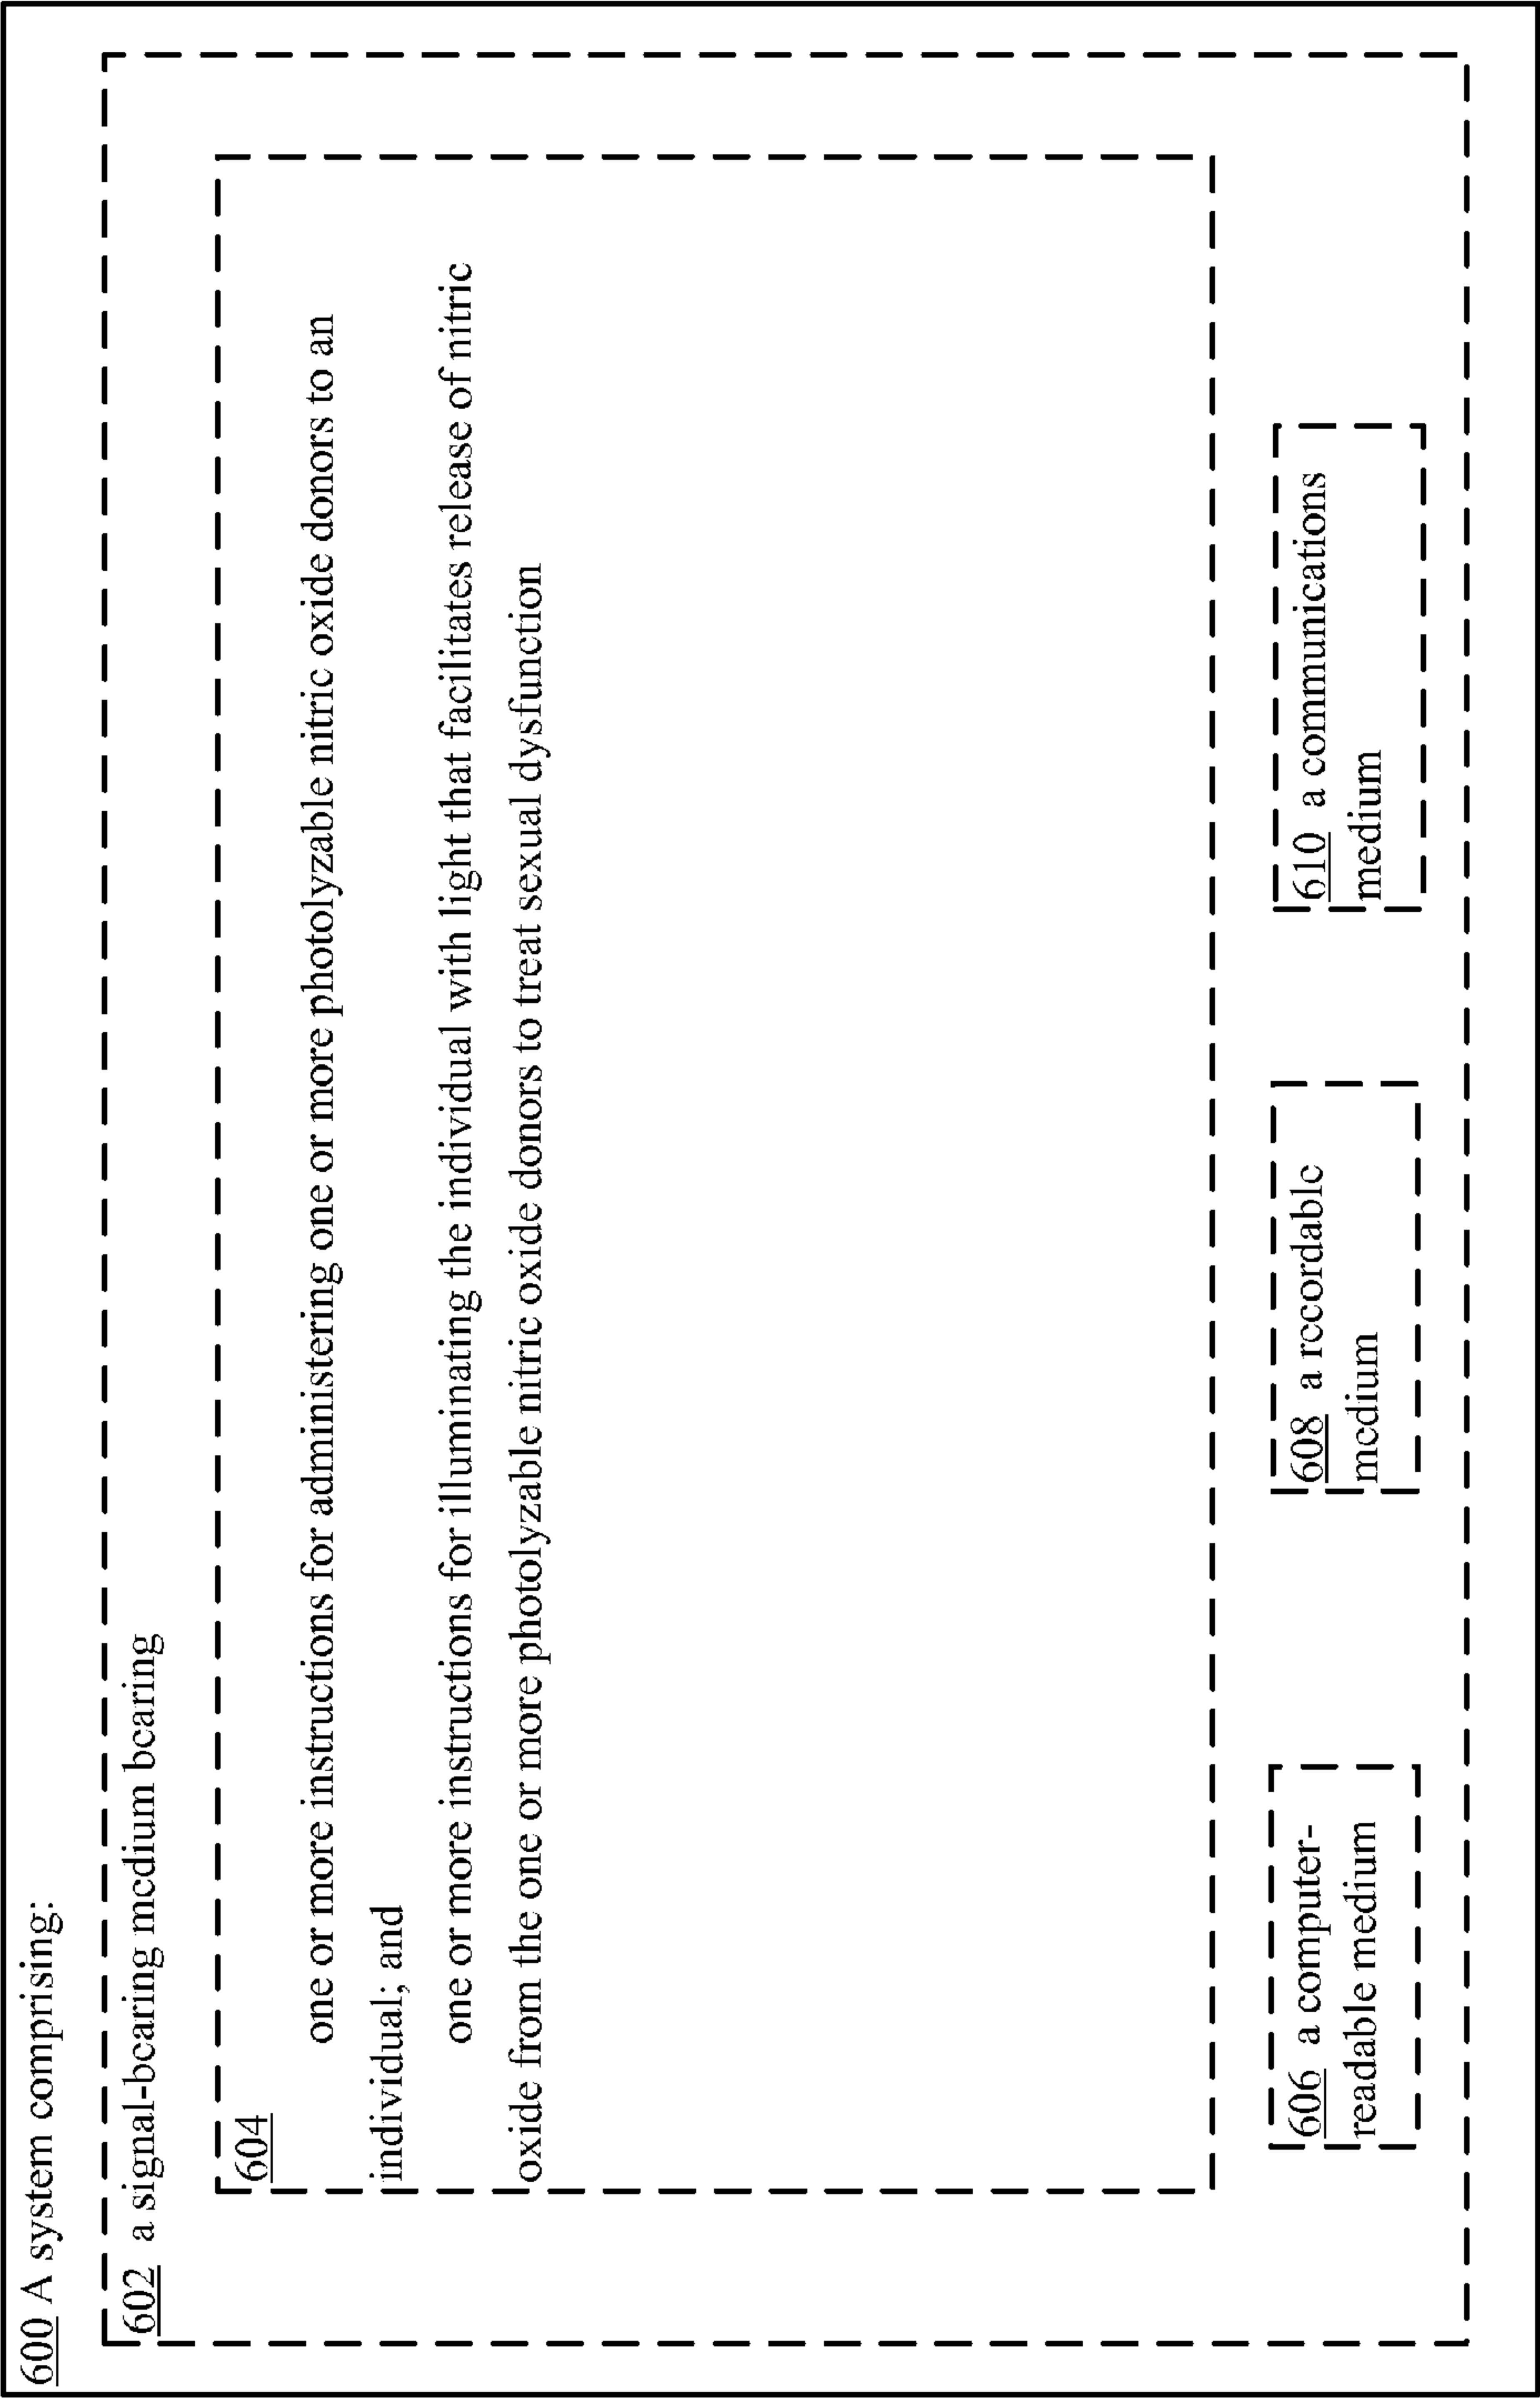 600 A system comprising:
602 a signal-bearing medium bearing
604
one or more instructions for administering one or more photolyzable nitric oxide donors to an
individual; and
one or more instructions for illuminating the individual with light that facilitates release of nitric
oxide from the one or more photolyzable nitric oxide donors to treat sexual dysfunction
606 a computer-
readable medium
608 a recordable
medium
610 a communications
medium